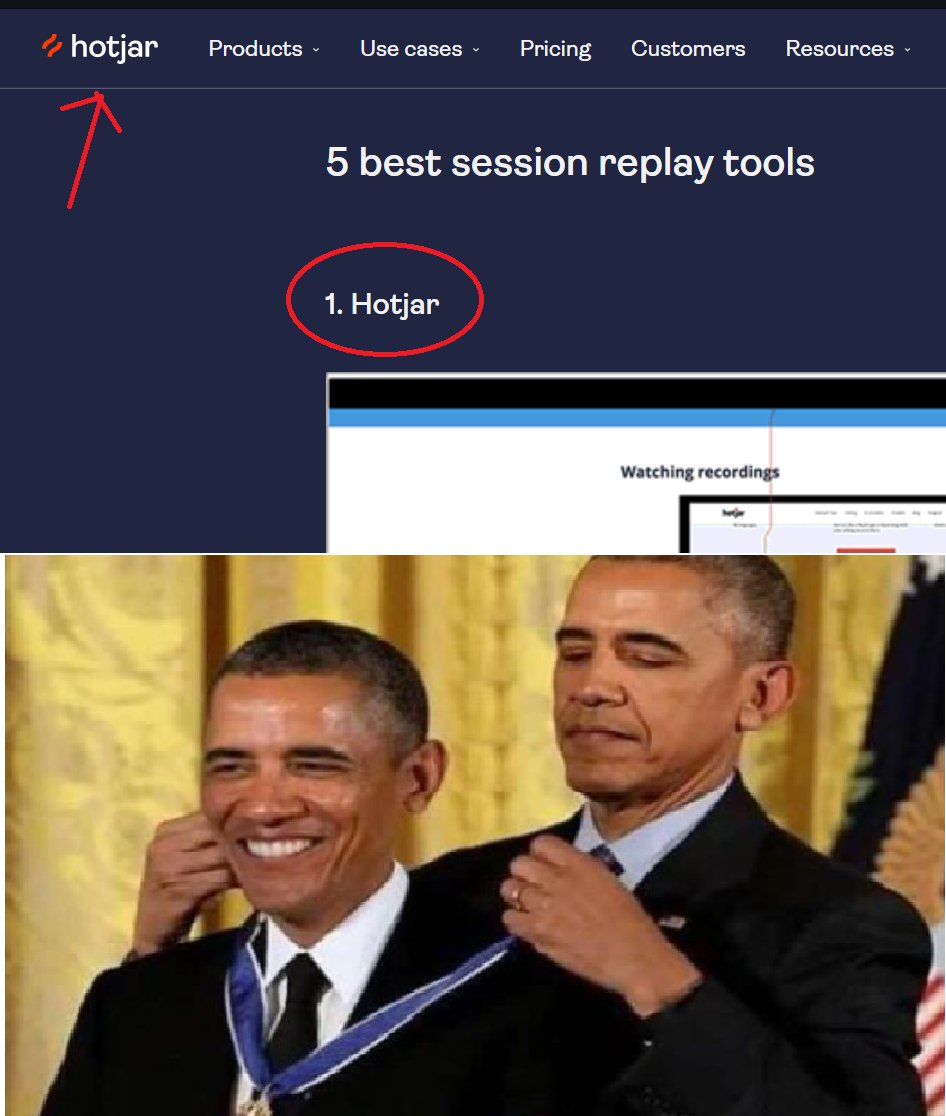 hotjar Products Use cases Pricing Customers Resources
5 best session replay tools
1. Hotjar
Watching recordings
hotjar